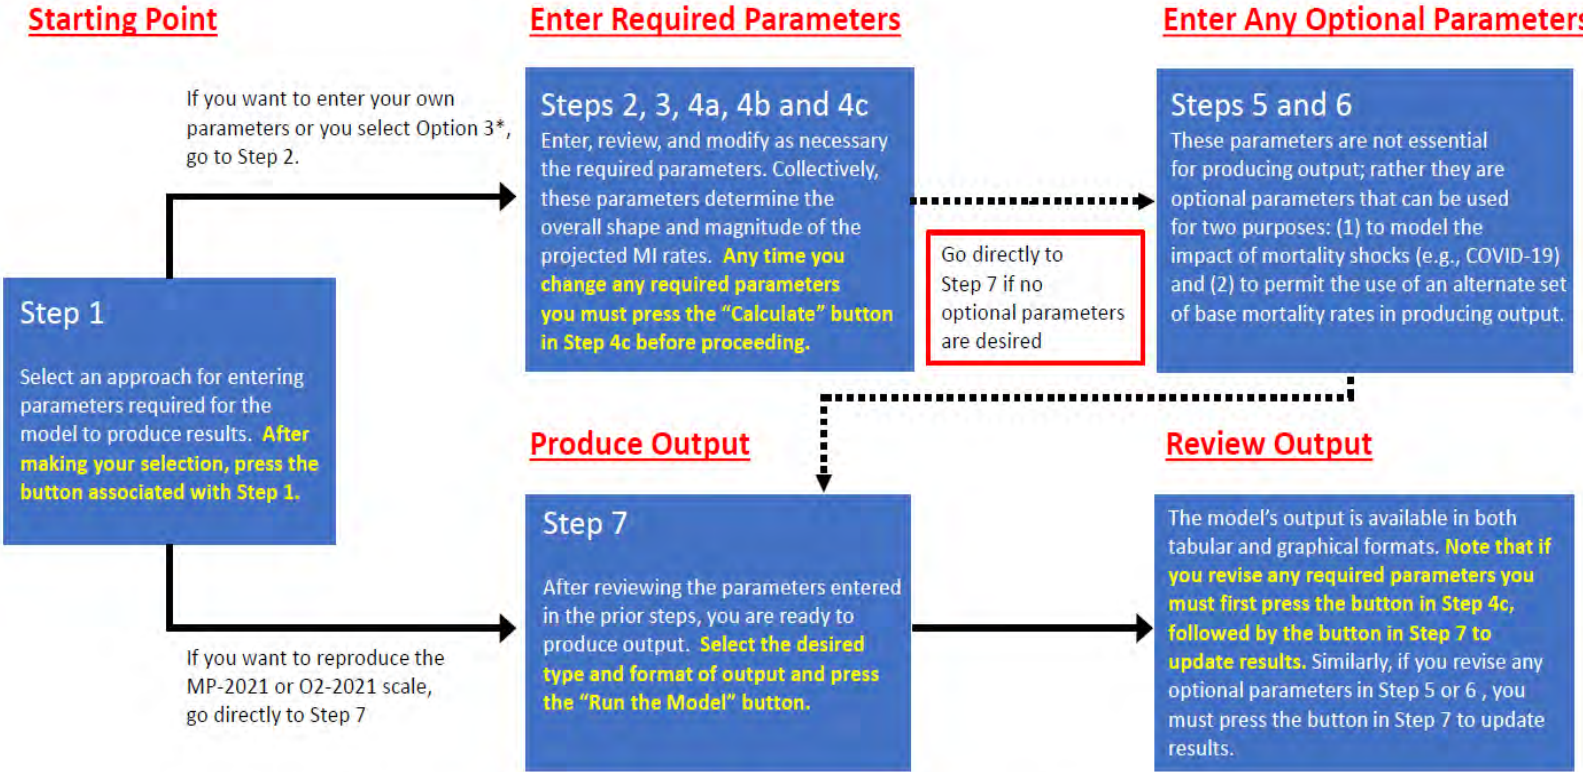 Starting Point
If you want to enter your own
parameters or you select Option 3*,
go to Step 2.
Step 1
Select an approach for entering
parameters required for the
model to produce results. After
making your selection, press the
button associated with Step 1.
If you want to reproduce the
MP-2021 or O2-2021 scale,
go directly to Step 7
Enter Required Parameters
Steps 2, 3, 4a, 4b and 4c
Enter, review, and modify as necessary
the required parameters. Collectively,
these parameters determine the
overall shape and magnitude of the
projected MI rates. Any time you
change any required parameters
you must press the “Calculate” button
in Step 4c before proceeding.
Go directly to
Step 7 if no
optional parameters
are desired
Enter Any Optional Parameters
Steps 5 and 6
These parameters are not essential
for producing output; rather they are
optional parameters that can be used
for two purposes: (1) to model the
impact of mortality shocks (e.g., COVID-19)
and (2) to permit the use of an alternate set
of base mortality rates in producing output.
Produce Output
Step 7
After reviewing the parameters entered
in the prior steps, you are ready to
produce output. Select the desired
type and format of output and press
the “Run the Model” button.
Review Output
The model’s output is available in both
tabular and graphical formats. Note that if
you revise any required parameters you
must first press the button in Step 4c,
followed by the button in Step 7 to
update results. Similarly, if you revise any
optional parameters in Step 5 or 6 , you
must press the button in Step 7 to update
results.